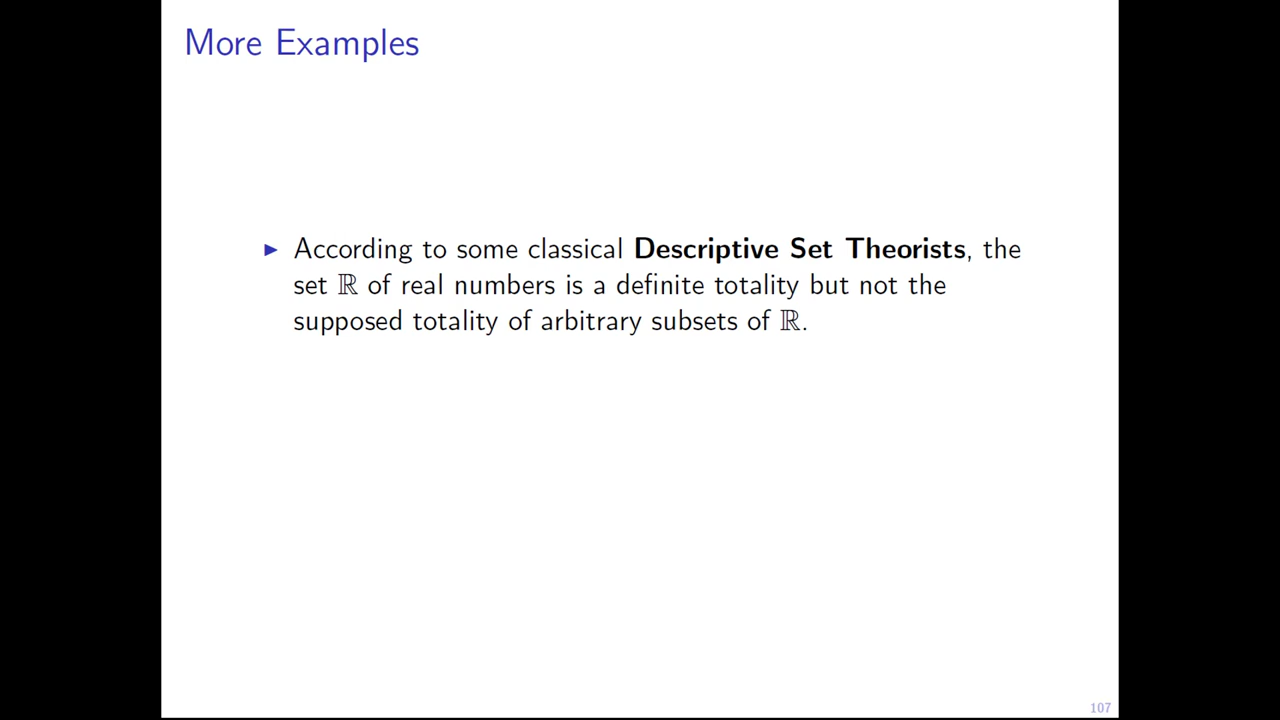 More Examples
▶ According to some classical Descriptive Set Theorists, the
set ℝ of real numbers is a definite totality but not the
supposed totality of arbitrary subsets of ℝ.
107